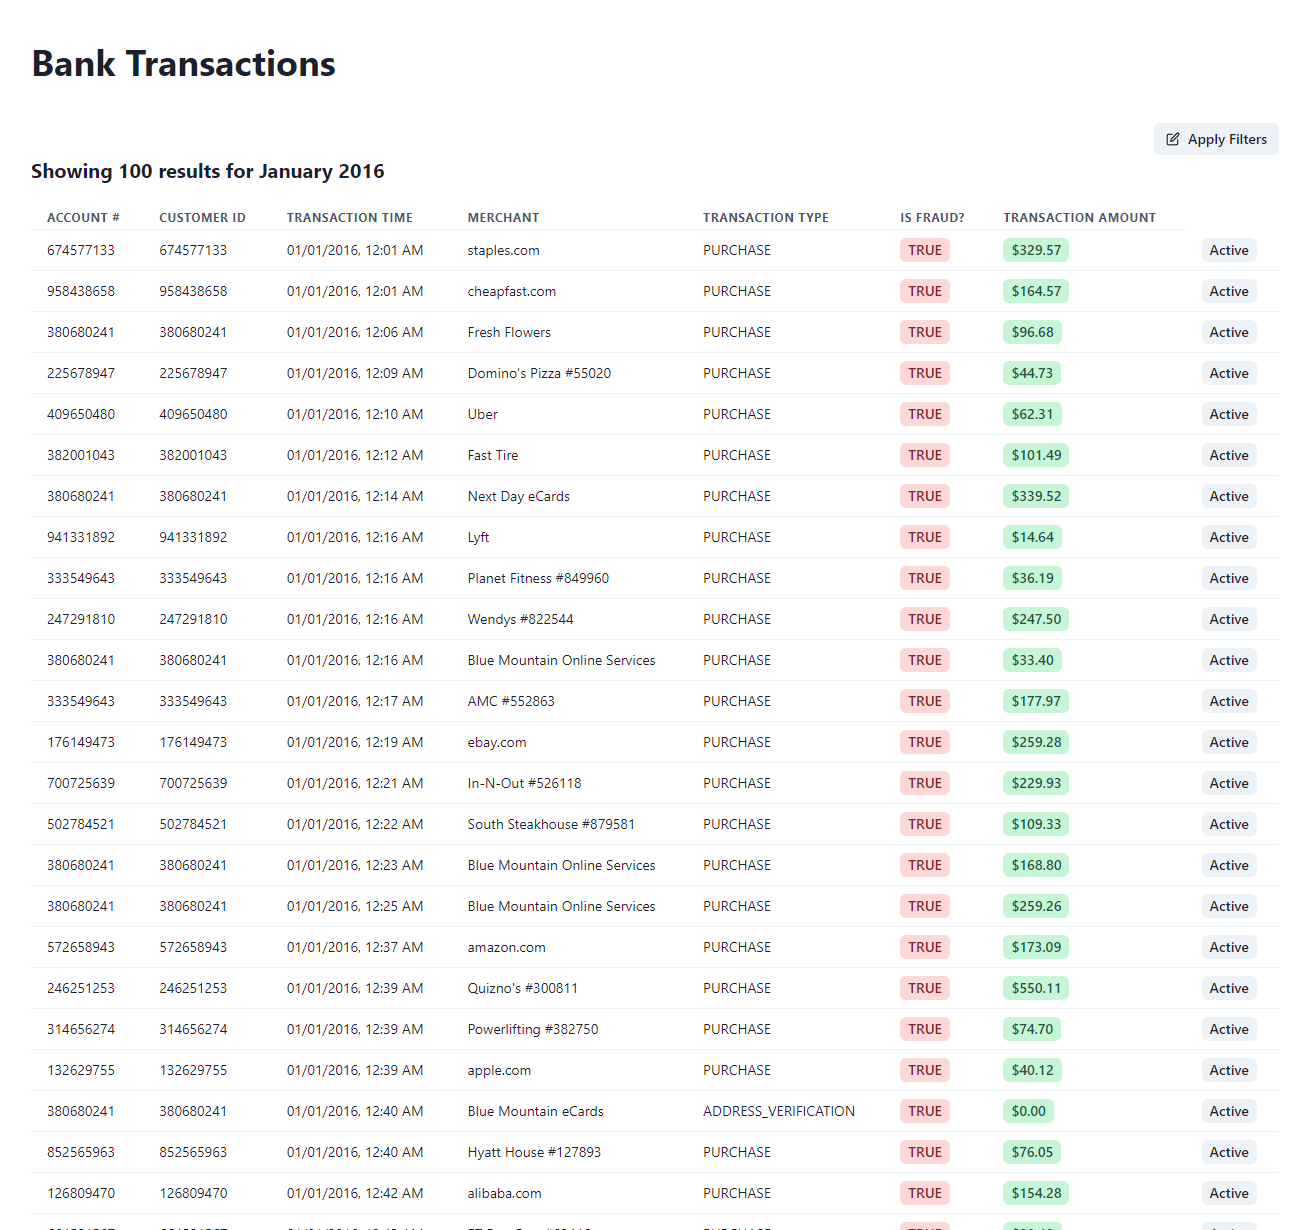 Bank Transactions
Apply Filters
Showing 100 results for January 2016
ACCOUNT # CUSTOMER ID TRANSACTION TIME MERCHANT TRANSACTION TYPE IS FRAUD? TRANSACTION AMOUNT
674577133 674577133 01/01/2016, 12:01 AM staples.com PURCHASE TRUE $329.57 Active
958438658 958438658 01/01/2016, 12:01 AM cheapfast.com PURCHASE TRUE $164.57 Active
380680241 380680241 01/01/2016, 12:06 AM Fresh Flowers PURCHASE TRUE $96.68 Active
225678947 225678947 01/01/2016, 12:09 AM Domino's Pizza #55020 PURCHASE TRUE $44.73 Active
409650480 409650480 01/01/2016, 12:10 AM Uber PURCHASE TRUE $62.31 Active
382001043 382001043 01/01/2016, 12:12 AM Fast Tire PURCHASE TRUE $101.49 Active
380680241 380680241 01/01/2016, 12:14 AM Next Day eCards PURCHASE TRUE $339.52 Active
941331892 941331892 01/01/2016, 12:16 AM Lyft PURCHASE TRUE $14.64 Active
333549643 333549643 01/01/2016, 12:16 AM Planet Fitness #849960 PURCHASE TRUE $36.19 Active
247291810 247291810 01/01/2016, 12:16 AM Wendys #822544 PURCHASE TRUE $247.50 Active
380680241 380680241 01/01/2016, 12:16 AM Blue Mountain Online Services PURCHASE TRUE $33.40 Active
333549643 333549643 01/01/2016, 12:17 AM AMC #552863 PURCHASE TRUE $177.97 Active
176149473 176149473 01/01/2016, 12:19 AM ebay.com PURCHASE TRUE $259.28 Active
700725639 700725639 01/01/2016, 12:21 AM In-N-Out #526118 PURCHASE TRUE $229.93 Active
502784521 502784521 01/01/2016, 12:22 AM South Steakhouse #879581 PURCHASE TRUE $109.33 Active
380680241 380680241 01/01/2016, 12:23 AM Blue Mountain Online Services PURCHASE TRUE $168.80 Active
380680241 380680241 01/01/2016, 12:25 AM Blue Mountain Online Services PURCHASE TRUE $259.26 Active
572658943 572658943 01/01/2016, 12:37 AM amazon.com PURCHASE TRUE $173.09 Active
246251253 246251253 01/01/2016, 12:39 AM Quizno's #300811 PURCHASE TRUE $550.11 Active
314656274 314656274 01/01/2016, 12:39 AM Powerlifting #382750 PURCHASE TRUE $74.70 Active
132629755 132629755 01/01/2016, 12:39 AM apple.com PURCHASE TRUE $40.12 Active
380680241 380680241 01/01/2016, 12:40 AM Blue Mountain eCards ADDRESS_VERIFICATION TRUE $0.00 Active
852565963 852565963 01/01/2016, 12:40 AM Hyatt House #127893 PURCHASE TRUE $76.05 Active
126809470 126809470 01/01/2016, 12:42 AM alibaba.com PURCHASE TRUE $154.28 Active